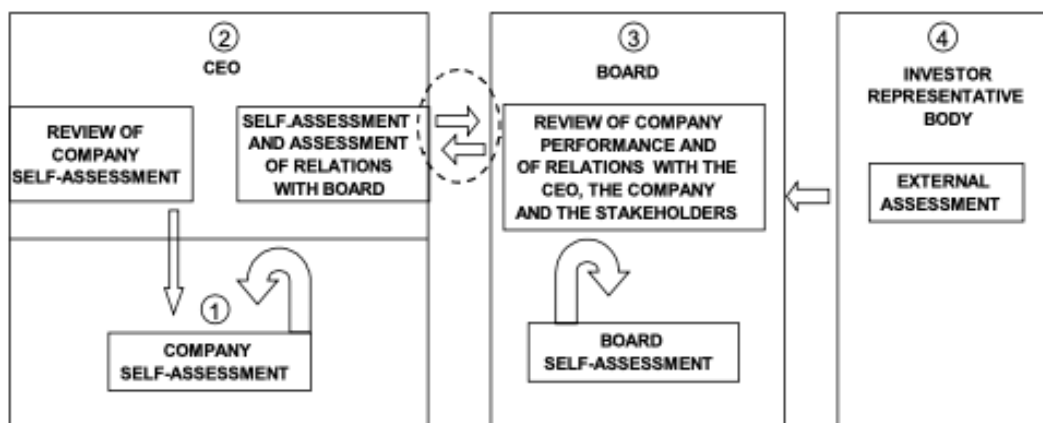 ②
CEO
REVIEW OF
COMPANY
SELF-ASSESSMENT
SELF.ASSESSMENT
AND ASSESSMENT
OF RELATIONS
WITH BOARD
①
COMPANY
SELF-ASSESSMENT
③
BOARD
REVIEW OF COMPANY
PERFORMANCE AND
OF RELATIONS WITH THE
CEO, THE COMPANY
AND THE STAKEHOLDERS
BOARD
SELF-ASSESSMENT
④
INVESTOR
REPRESENTATIVE
BODY
EXTERNAL
ASSESSMENT